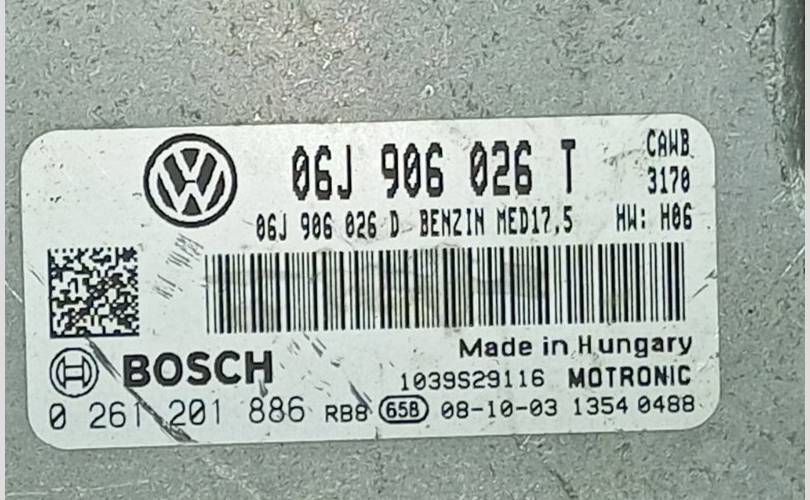 06J 906 026 T CAWB
3170
06J 906 026 D BENZIN MED17.5 HW: H06
Made in Hungary
BOSCH 1039S29116 MOTRONIC
0 261 201 886 RB8 658 08-10-03 1354 0488